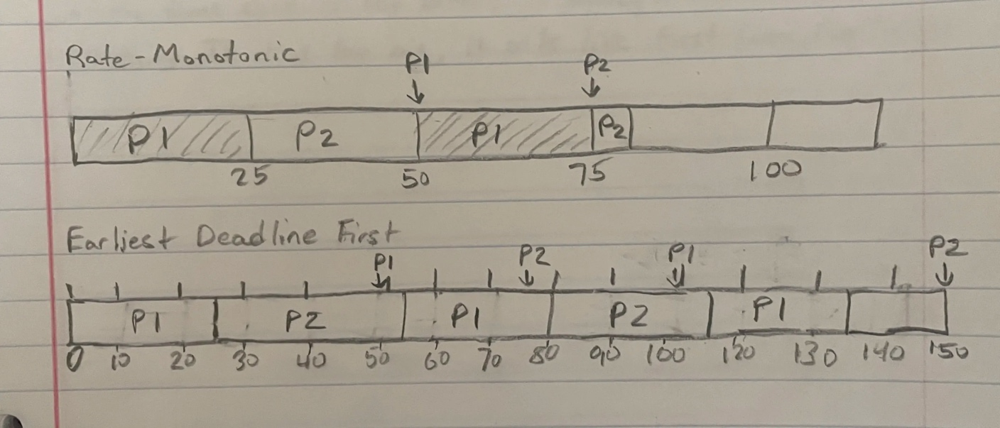 Rate-Monotonic
P1 P2
P1 P2 P1 P2
25 50 75 100
Earliest Deadline First
P1 P2 P1 P2
P1 P2 P1 P2 P1
0 10 20 30 40 50 60 70 80 90 100 120 130 140 150